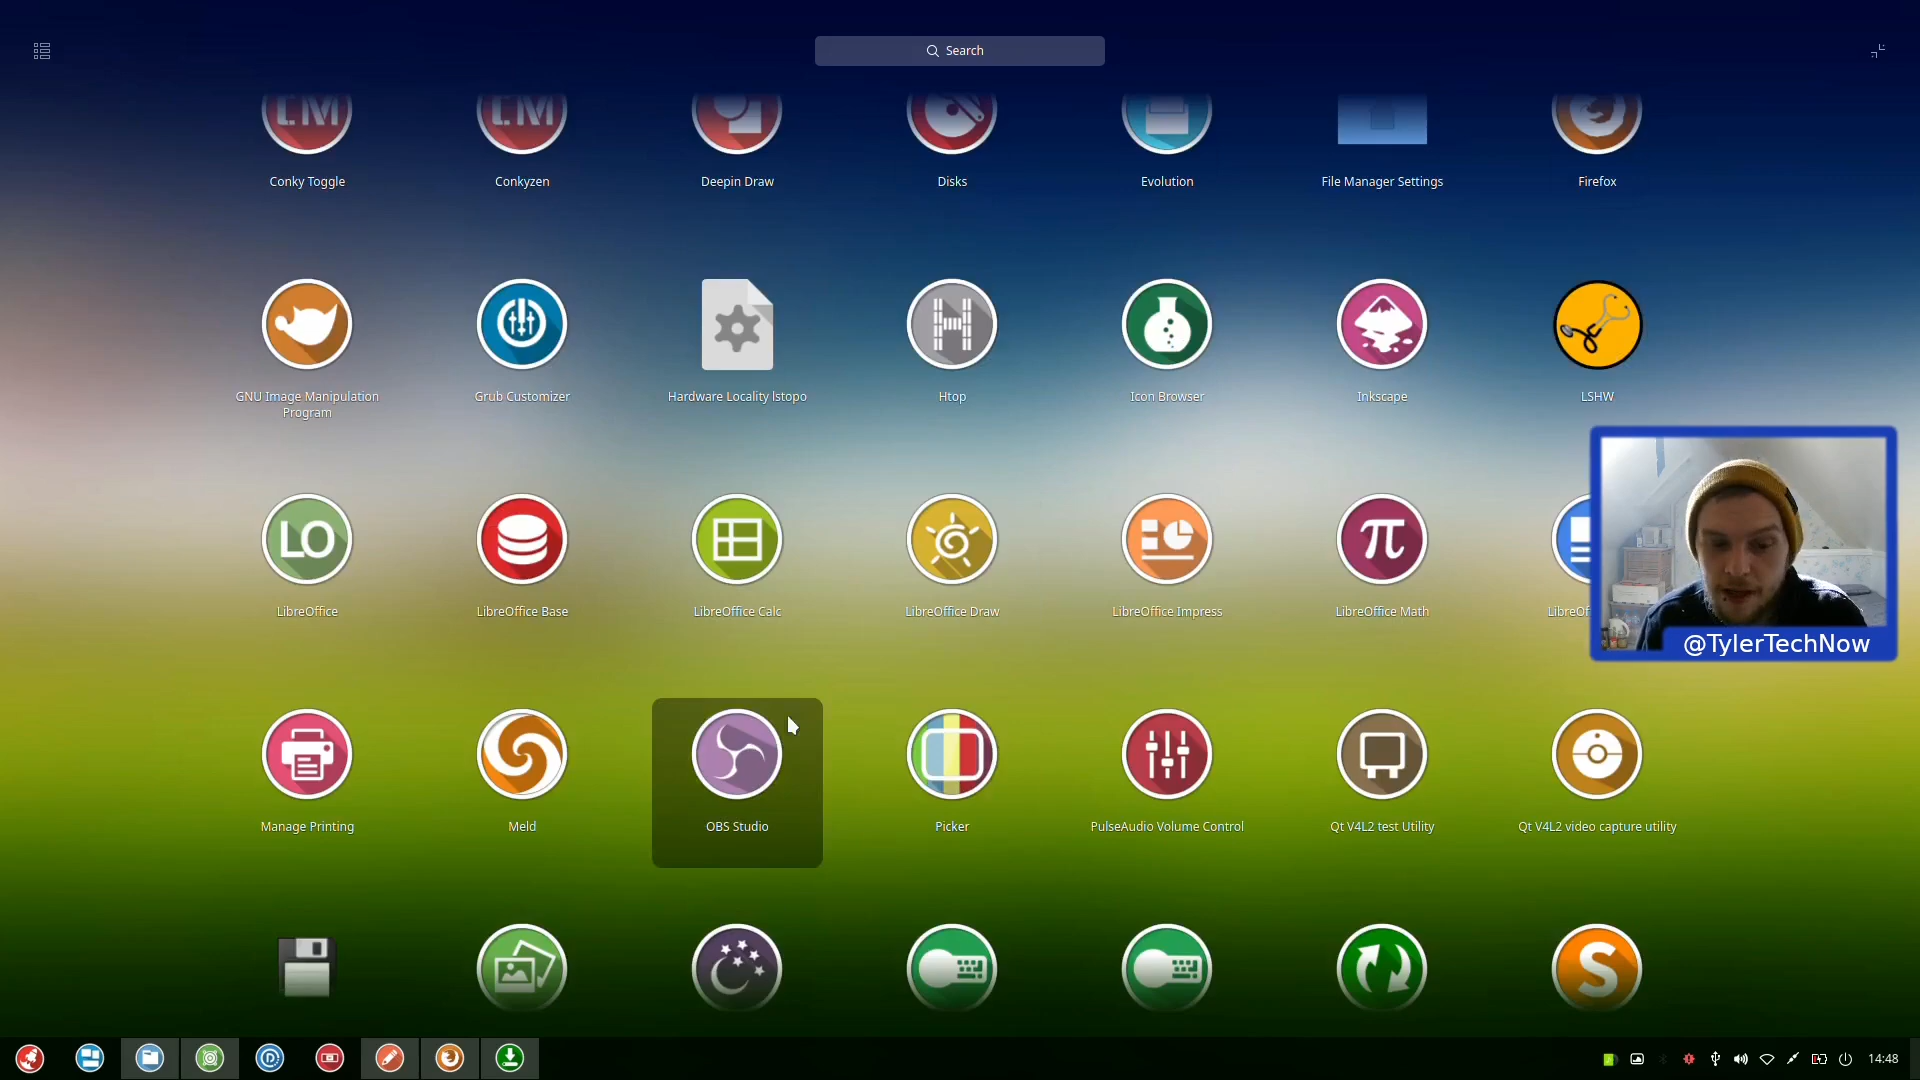 Search
Conky Toggle
Conkyzen
Deepin Draw
Disks
Evolution
File Manager Settings
Firefox
GNU Image Manipulation
Program
Grub Customizer
Hardware Locality lstopo
Htop
Icon Browser
Inkscape
LSHW
LO
LibreOffice
LibreOffice Base
LibreOffice Calc
LibreOffice Draw
LibreOffice Impress
π
LibreOffice Math
@TylerTechNow
Manage Printing
Meld
OBS Studio
Picker
PulseAudio Volume Control
Qt V4L2 test Utility
Qt V4L2 video capture utility
S
14:48